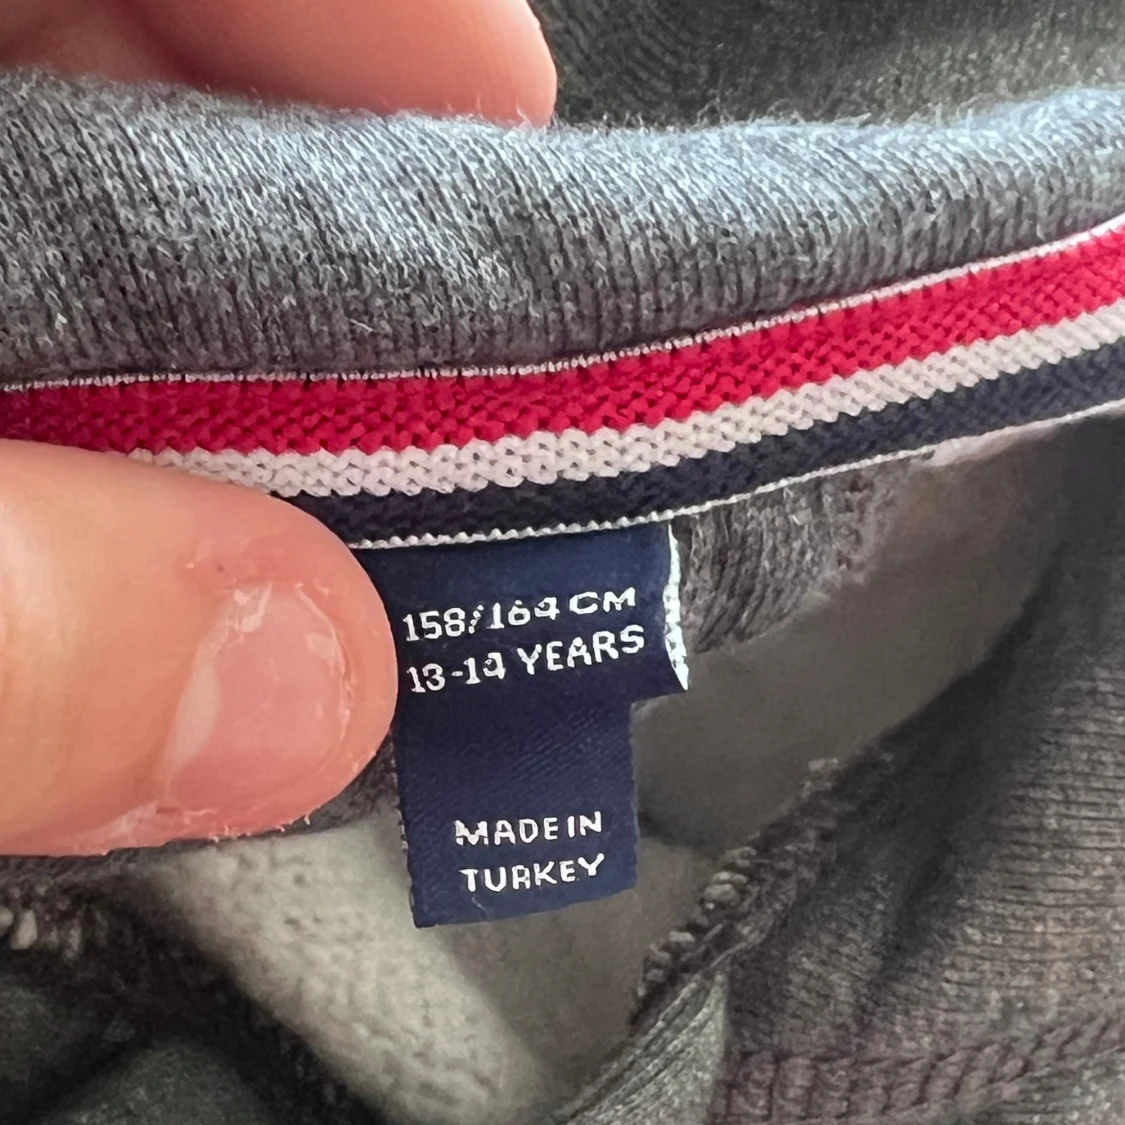 158/164 CM
13-14 YEARS
MADE IN
TURKEY